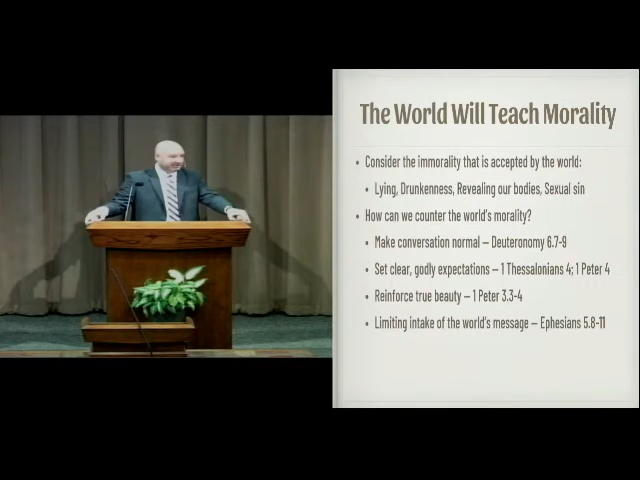 The World Will Teach Morality
• Consider the immorality that is accepted by the world:
• Lying, Drunkenness, Revealing our bodies, Sexual sin
• How can we counter the world's morality?
• Make conversation normal – Deuteronomy 6.7-9
• Set clear, godly expectations – 1 Thessalonians 4; 1 Peter 4
• Reinforce true beauty – 1 Peter 3.3-4
• Limiting intake of the world's message – Ephesians 5.8-11